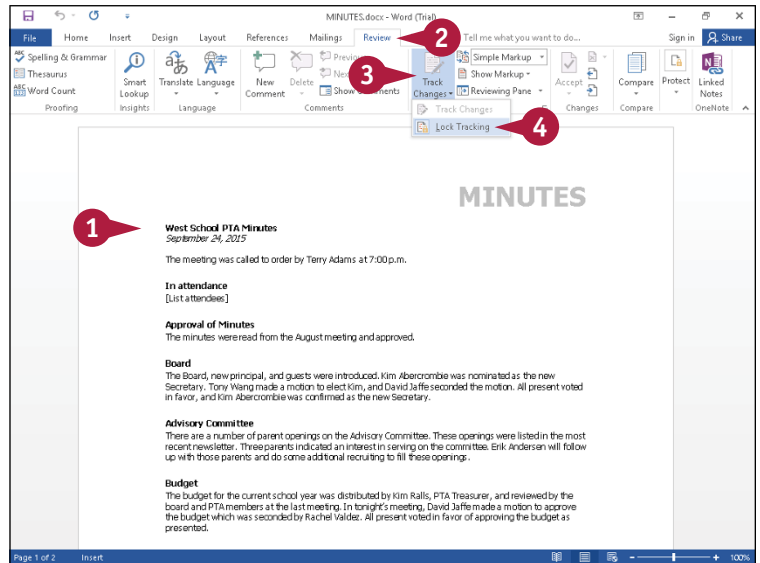 MINUTES.docx - Word (Trial)
File Home Insert Design Layout References Mailings Review 2 Tell me what you want to do... Sign in Share
ABC Spelling & Grammar
Thesaurus
ABC 123 Word Count
Proofing
Smart Lookup
Insights
Translate Language
Language
New Comment
Delete
Previ
Nex
Show Comments
Comments
3
Track Changes
Simple Markup
Show Markup
Reviewing Pane
Track Changes
Lock Tracking
4
Accept
Changes
Compare
Compare
Protect
Linked Notes
OneNote
MINUTES
1
West School PTA Minutes
September 24, 2015
The meeting was called to order by Terry Adams at 7:00 p.m.
In attendance
[List attendees]
Approval of Minutes
The minutes were read from the August meeting and approved.
Board
The Board, new principal, and guests were introduced. Kim Abercrombie was nominated as the new
Secretary. Tony Wang made a motion to elect Kim, and David Jaffe seconded the motion. All present voted
in favor, and Kim Abercrombie was confirmed as the new Secretary.
Advisory Committee
There are a number of parent openings on the Advisory Committee. These openings were listed in the most
recent newsletter. Three parents indicated an interest in serving on the committee. Erik Andersen will follow
up with those parents and do some additional recruiting to fill these openings.
Budget
The budget for the current school year was distributed by Kim Ralls, PTA Treasurer, and reviewed by the
board and PTA members at the last meeting. In tonight's meeting, David Jaffe made a motion to approve
the budget which was seconded by Rachel Valdez. All present voted in favor of approving the budget as
presented.
Page 1 of 2 Insert 100%